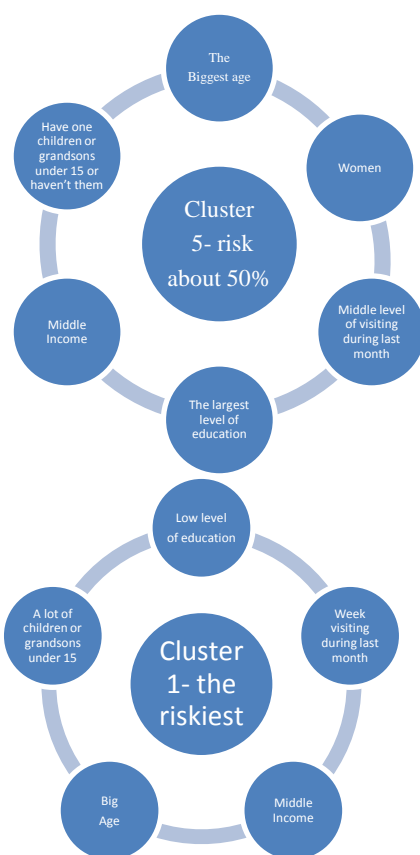 The
Biggest age
Have one
children or
grandsons
under 15 or
haven't them
Women
Cluster
5- risk
about 50%
Middle
Income
Middle level
of visiting
during last
month
The largest
level of
education
Low level
of education
A lot of
children or
grandsons
under 15
Week
visiting
during last
month
Cluster
1- the
riskiest
Big
Age
Middle
Income